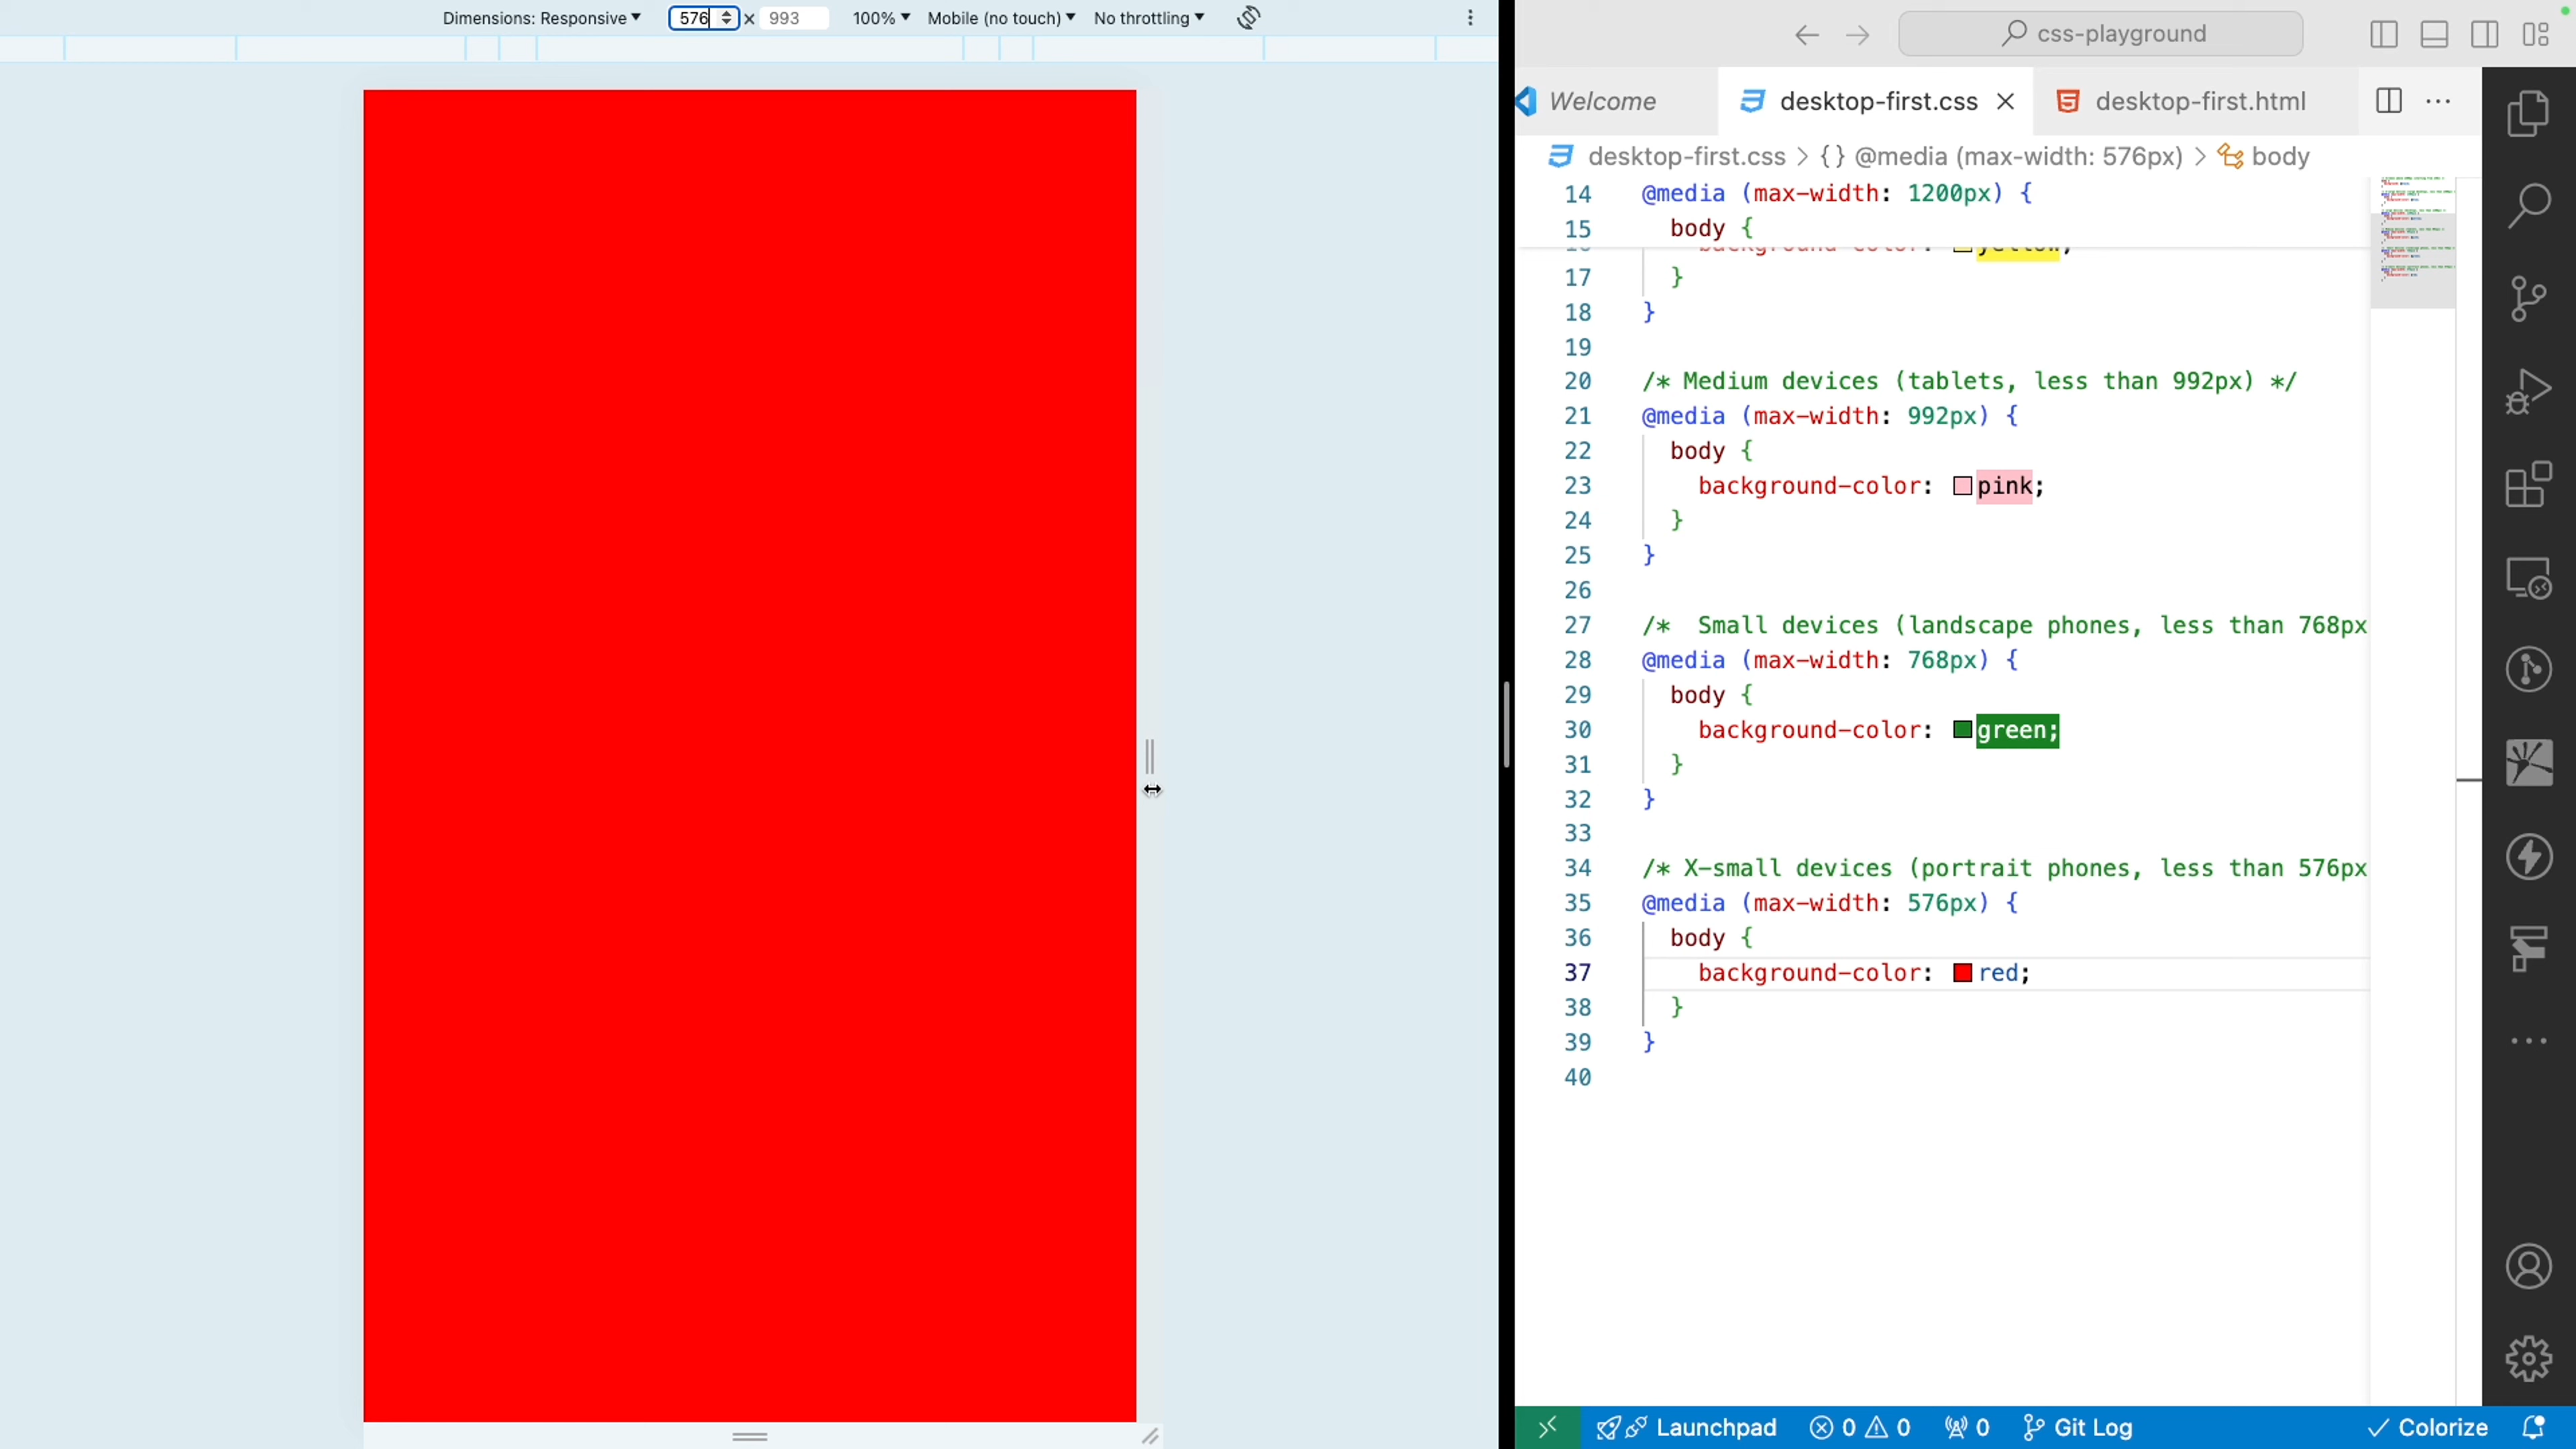 Dimensions: Responsive 576 × 993 100% Mobile (no touch) No throttling
css-playground
Welcome desktop-first.css desktop-first.html
desktop-first.css > {} @media (max-width: 576px) > body
14 @media (max-width: 1200px) {
15 body {
16 background-color: yellow;
17 }
18 }
19
20 /* Medium devices (tablets, less than 992px) */
21 @media (max-width: 992px) {
22 body {
23 background-color: pink;
24 }
25 }
26
27 /*  Small devices (landscape phones, less than 768px
28 @media (max-width: 768px) {
29 body {
30 background-color: green;
31 }
32 }
33
34 /* X-small devices (portrait phones, less than 576px
35 @media (max-width: 576px) {
36 body {
37 background-color: red;
38 }
39 }
40
Launchpad 0 0 0 Git Log Colorize